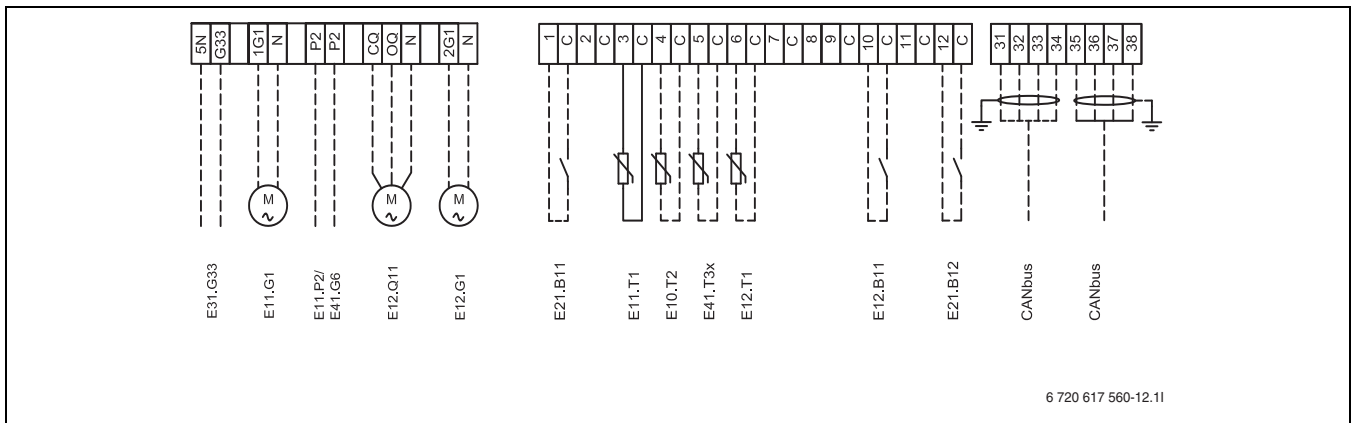 5N G33 1G1 N P2 P2 CQ OQ N 2G1 N 1 C 2 C 3 C 4 C 5 C 6 C 7 C 8 C 9 C 10 C 11 C 12 C 31 32 33 34 35 36 37 38
M M M
E31.G33
E11.G1
E11.P2/
E41.G6
E12.Q11
E12.G1
E21.B11
E11.T1
E10.T2
E41.T3x
E12.T1
E12.B11
E21.B12
CANbus
CANbus
6 720 617 560-12.1I